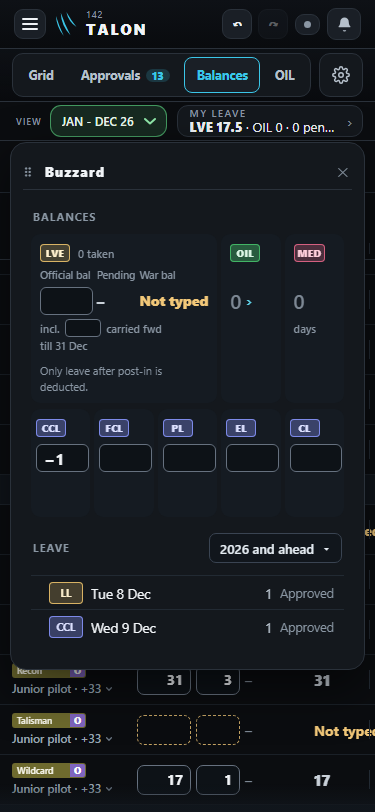 142
TALON
Grid
Approvals 13
Balances
OIL
VIEW
JAN - DEC 26
MY LEAVE
LVE 17.5 · OIL 0 · 0 pen... ›
Buzzard
BALANCES
LVE 0 taken
Official bal Pending War bal
– Not typed
incl. carried fwd
till 31 Dec
Only leave after post-in is
deducted.
OIL
0 ›
MED
0
days
CCL
FCL
PL
EL
CL
–1
LEAVE
2026 and ahead
LL Tue 8 Dec 1 Approved
CCL Wed 9 Dec 1 Approved
Recon O
Junior pilot · +33
31 3 – 31
Talisman O
Junior pilot · +33
– Not type
Wildcard O
Junior pilot · +33
17 1 – 17